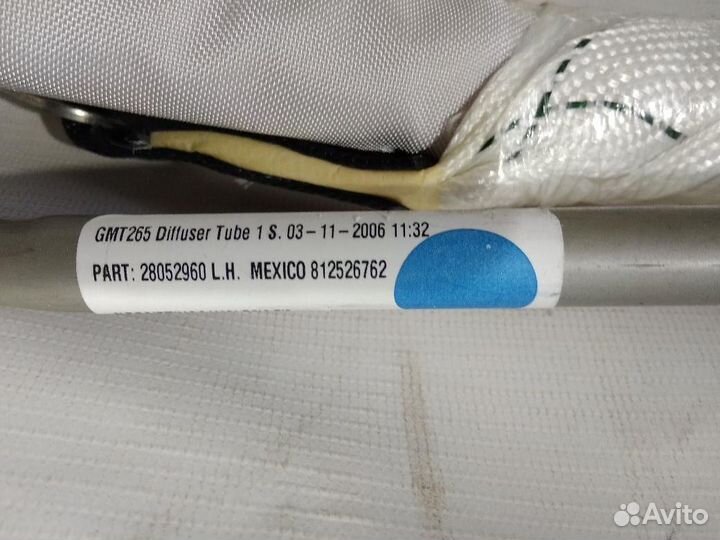 GMT265 Diffuser Tube 1 S. 03-11-2006 11:32
PART: 28052960 L.H. MEXICO 812526762
Avito